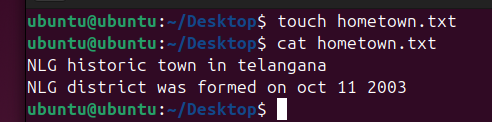 ubuntu@ubuntu:~/Desktop$ touch hometown.txt
ubuntu@ubuntu:~/Desktop$ cat hometown.txt
NLG historic town in telangana
NLG district was formed on oct 11 2003
ubuntu@ubuntu:~/Desktop$